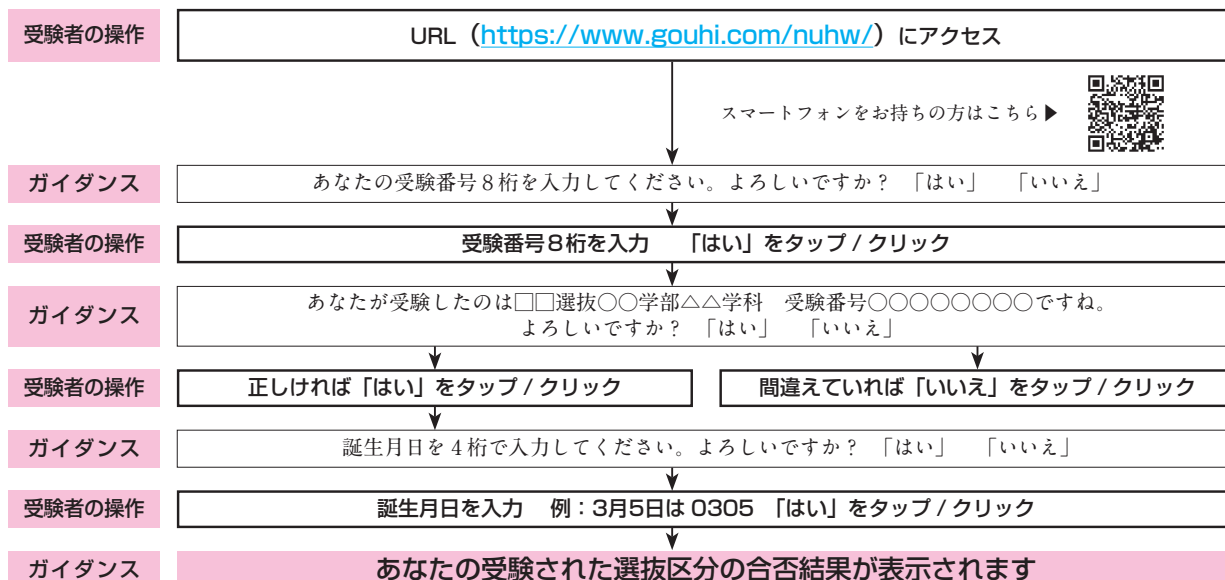 受験者の操作
URL（https://www.gouhi.com/nuhw/）にアクセス
スマートフォンをお持ちの方はこちら▶
ガイダンス
あなたの受験番号８桁を入力してください。よろしいですか？　「はい」　「いいえ」
受験者の操作
受験番号８桁を入力　「はい」をタップ / クリック
ガイダンス
あなたが受験したのは□□選抜○○学部△△学科　受験番号○○○○○○○○ですね。
よろしいですか？　「はい」　「いいえ」
受験者の操作
正しければ「はい」をタップ / クリック
間違えていれば「いいえ」をタップ / クリック
ガイダンス
誕生月日を４桁で入力してください。よろしいですか？　「はい」　「いいえ」
受験者の操作
誕生月日を入力　例：3月5日は 0305　「はい」をタップ / クリック
ガイダンス
あなたの受験された選抜区分の合否結果が表示されます